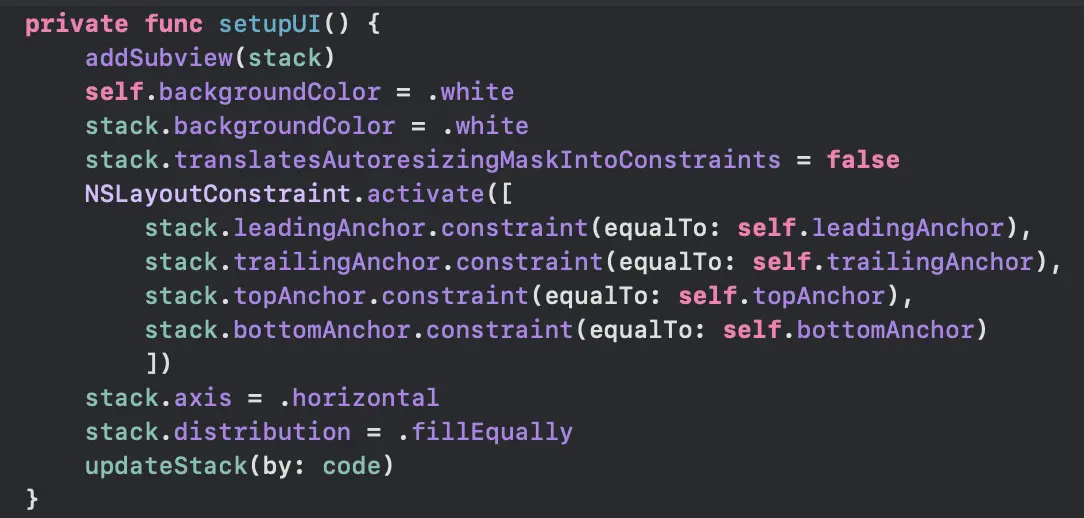 private func setupUI() {
    addSubview(stack)
    self.backgroundColor = .white
    stack.backgroundColor = .white
    stack.translatesAutoresizingMaskIntoConstraints = false
    NSLayoutConstraint.activate([
        stack.leadingAnchor.constraint(equalTo: self.leadingAnchor),
        stack.trailingAnchor.constraint(equalTo: self.trailingAnchor),
        stack.topAnchor.constraint(equalTo: self.topAnchor),
        stack.bottomAnchor.constraint(equalTo: self.bottomAnchor)
        ])
    stack.axis = .horizontal
    stack.distribution = .fillEqually
    updateStack(by: code)
}